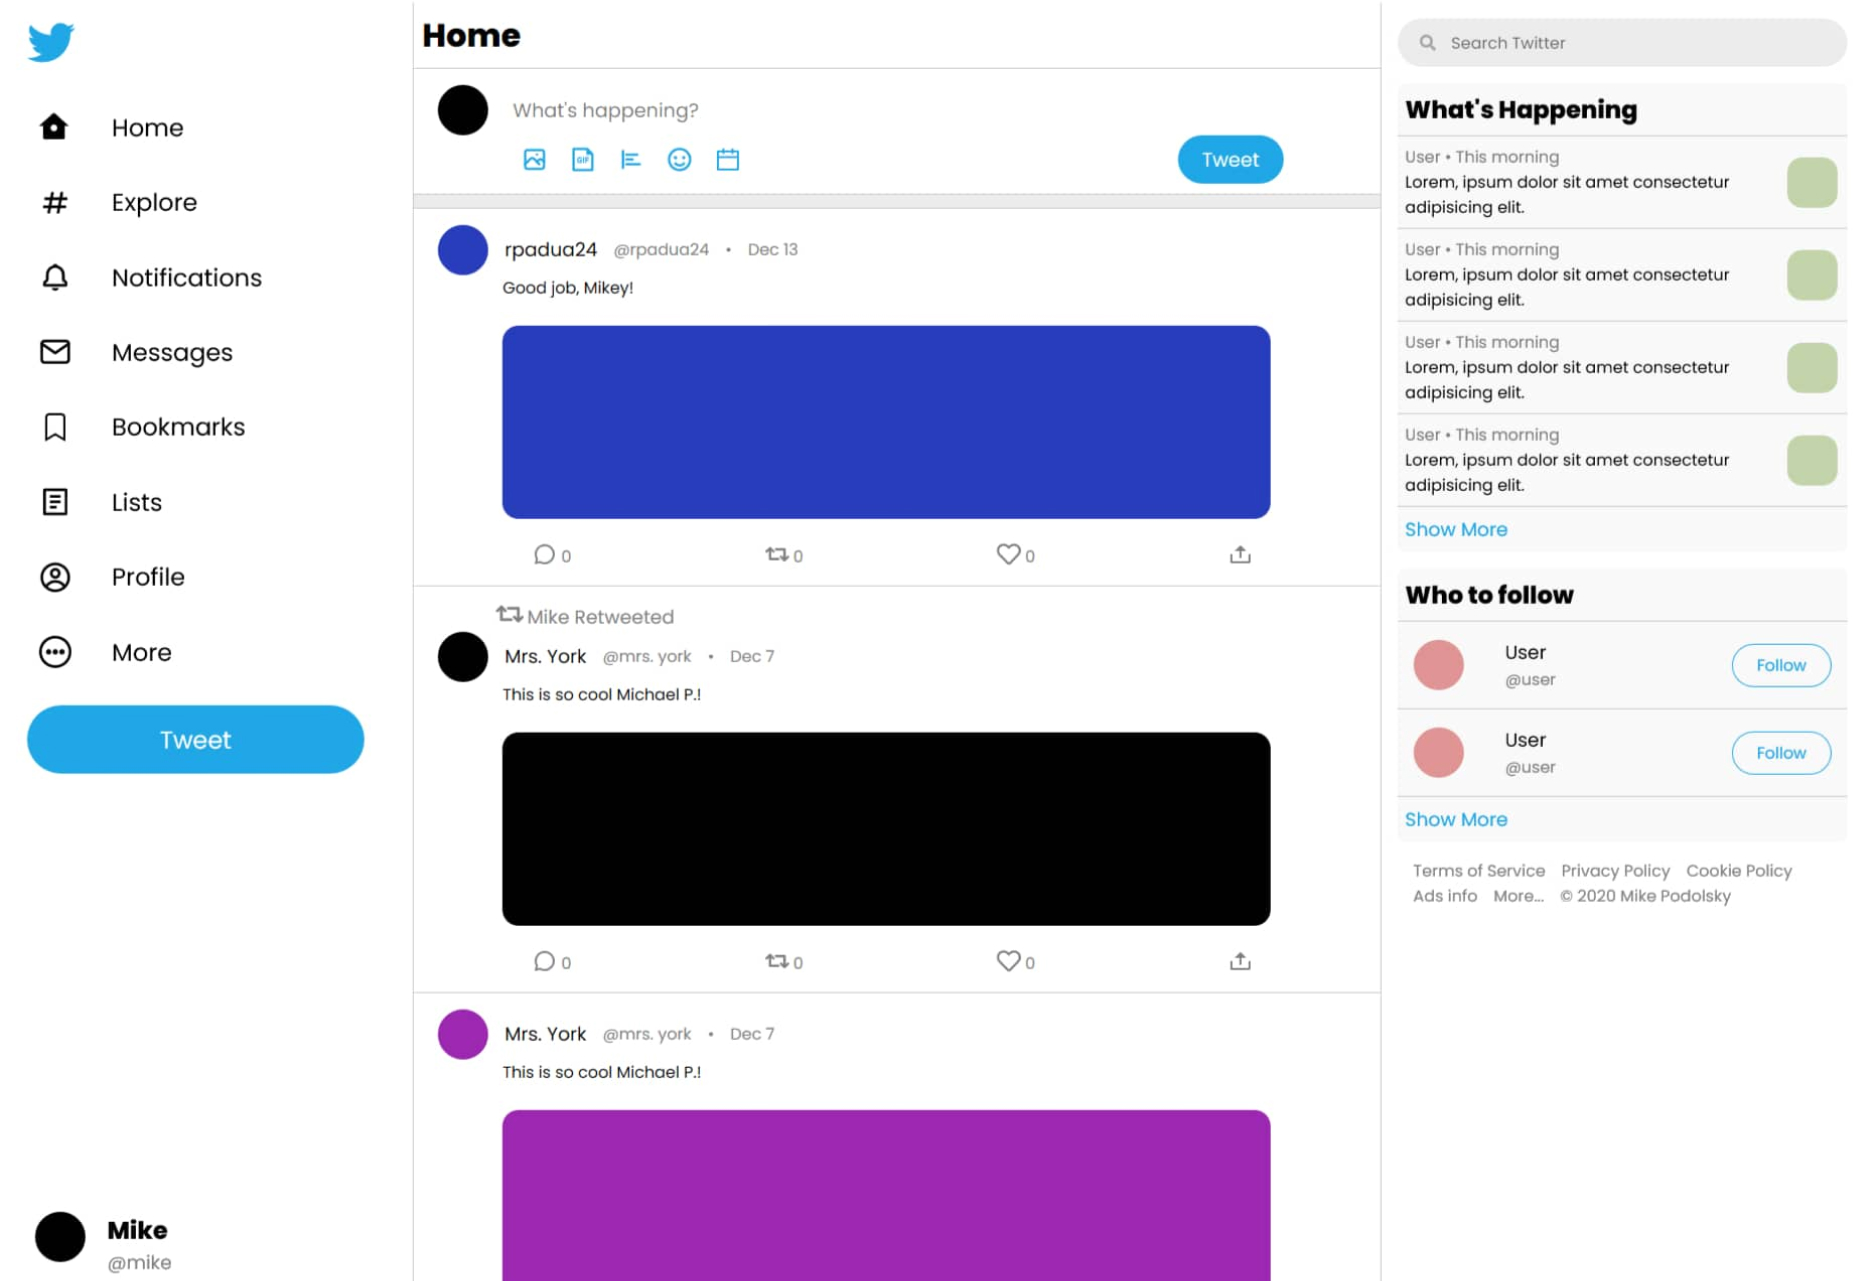 Home
Explore
Notifications
Messages
Bookmarks
Lists
Profile
More
Tweet
Mike
@mike
Home
What's happening?
GIF
Tweet
rpadua24 @rpadua24 • Dec 13
Good job, Mikey!
0 0 0
Mike Retweeted
Mrs. York @mrs. york • Dec 7
This is so cool Michael P.!
0 0 0
Mrs. York @mrs. york • Dec 7
This is so cool Michael P.!
Search Twitter
What's Happening
User • This morning
Lorem, ipsum dolor sit amet consectetur
adipisicing elit.
User • This morning
Lorem, ipsum dolor sit amet consectetur
adipisicing elit.
User • This morning
Lorem, ipsum dolor sit amet consectetur
adipisicing elit.
User • This morning
Lorem, ipsum dolor sit amet consectetur
adipisicing elit.
Show More
Who to follow
User
@user
Follow
User
@user
Follow
Show More
Terms of Service Privacy Policy Cookie Policy
Ads info More... © 2020 Mike Podolsky